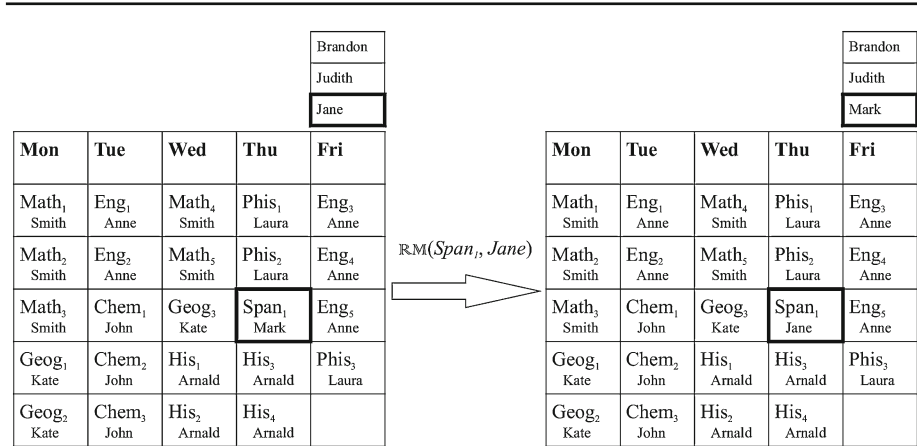 Brandon Brandon
Judith Judith
Jane Mark
Mon Tue Wed Thu Fri Mon Tue Wed Thu Fri
Math₁ Eng₁ Math₄ Phis₁ Eng₃ Math₁ Eng₁ Math₄ Phis₁ Eng₃
Smith Anne Smith Laura Anne Smith Anne Smith Laura Anne
ℝ𝕄(Span₁, Jane)
Math₂ Eng₂ Math₅ Phis₂ Eng₄ Math₂ Eng₂ Math₅ Phis₂ Eng₄
Smith Anne Smith Laura Anne Smith Anne Smith Laura Anne
Math₃ Chem₁ Geog₃ Span₁ Eng₅ Math₃ Chem₁ Geog₃ Span₁ Eng₅
Smith John Kate Mark Anne Smith John Kate Jane Anne
Geog₁ Chem₂ His₁ His₃ Phis₃ Geog₁ Chem₂ His₁ His₃ Phis₃
Kate John Arnald Arnald Laura Kate John Arnald Arnald Laura
Geog₂ Chem₃ His₂ His₄ Geog₂ Chem₃ His₂ His₄
Kate John Arnald Arnald Kate John Arnald Arnald